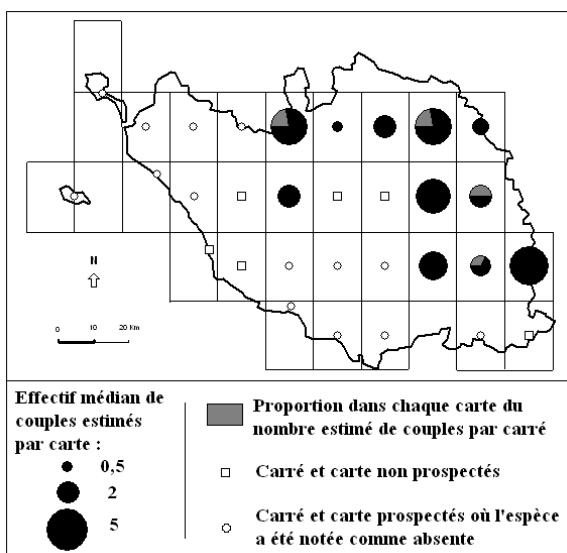 N
0 10 20 Km
Effectif médian de
couples estimés
par carte :
0,5
2
5
Proportion dans chaque carte du
nombre estimé de couples par carré
Carré et carte non prospectés
Carré et carte prospectés où l'espèce
a été notée comme absente